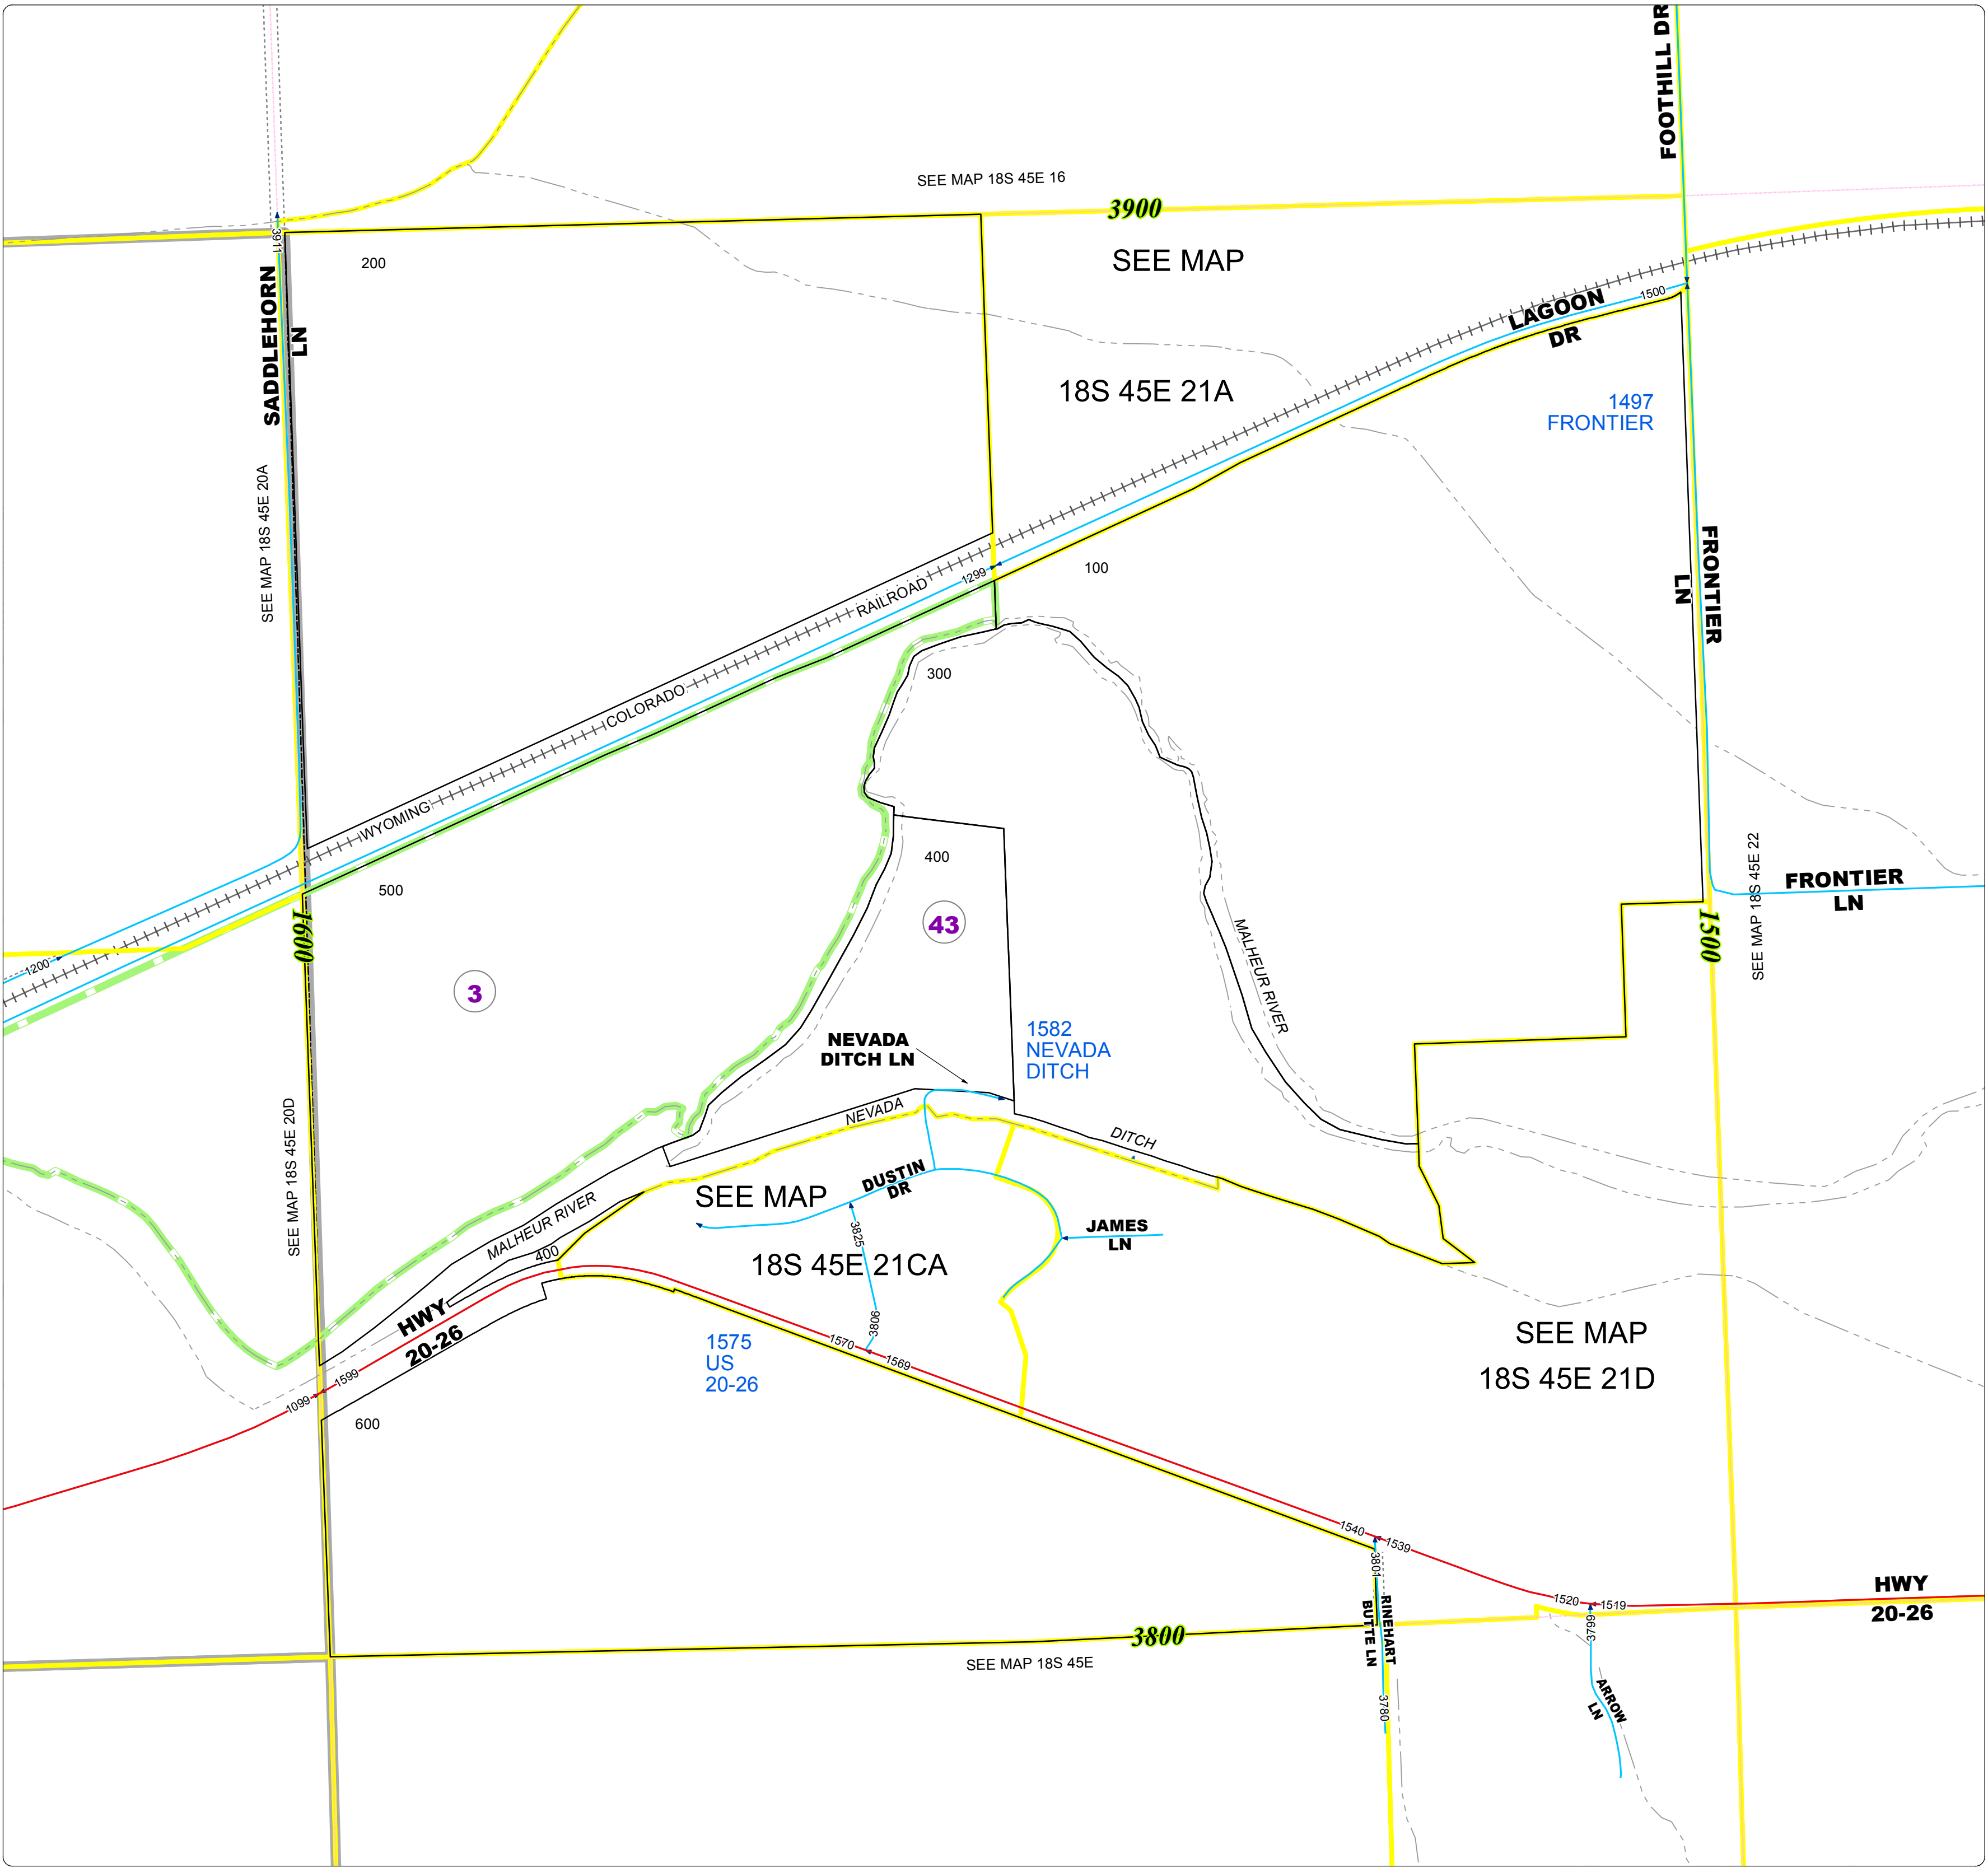 FOOTHILL DR
SEE MAP 18S 45E 16
3900
3911
SADDLEHORN
LN
200
SEE MAP
1500
LAGOON
DR
18S 45E 21A
1497
FRONTIER
SEE MAP 18S 45E 20A
1299
RAILROAD
100
FRONTIER
LN
COLORADO
300
WYOMING
400
500
FRONTIER
LN
SEE MAP 18S 45E 22
1600
43
1500
MALHEUR RIVER
1200
3
1582
NEVADA
DITCH
NEVADA
DITCH LN
NEVADA
DITCH
SEE MAP 18S 45E 20D
DUSTIN
DR
SEE MAP
MALHEUR RIVER
3825
JAMES
LN
400
18S 45E 21CA
HWY
20-26
3806
1575
US
20-26
1570
1569
SEE MAP
18S 45E 21D
1599
1099
600
1540
1539
3801
HWY
20-26
1520
1519
3799
RINEHART
BUTTE LN
3800
SEE MAP 18S 45E
3780
ARROW
LN